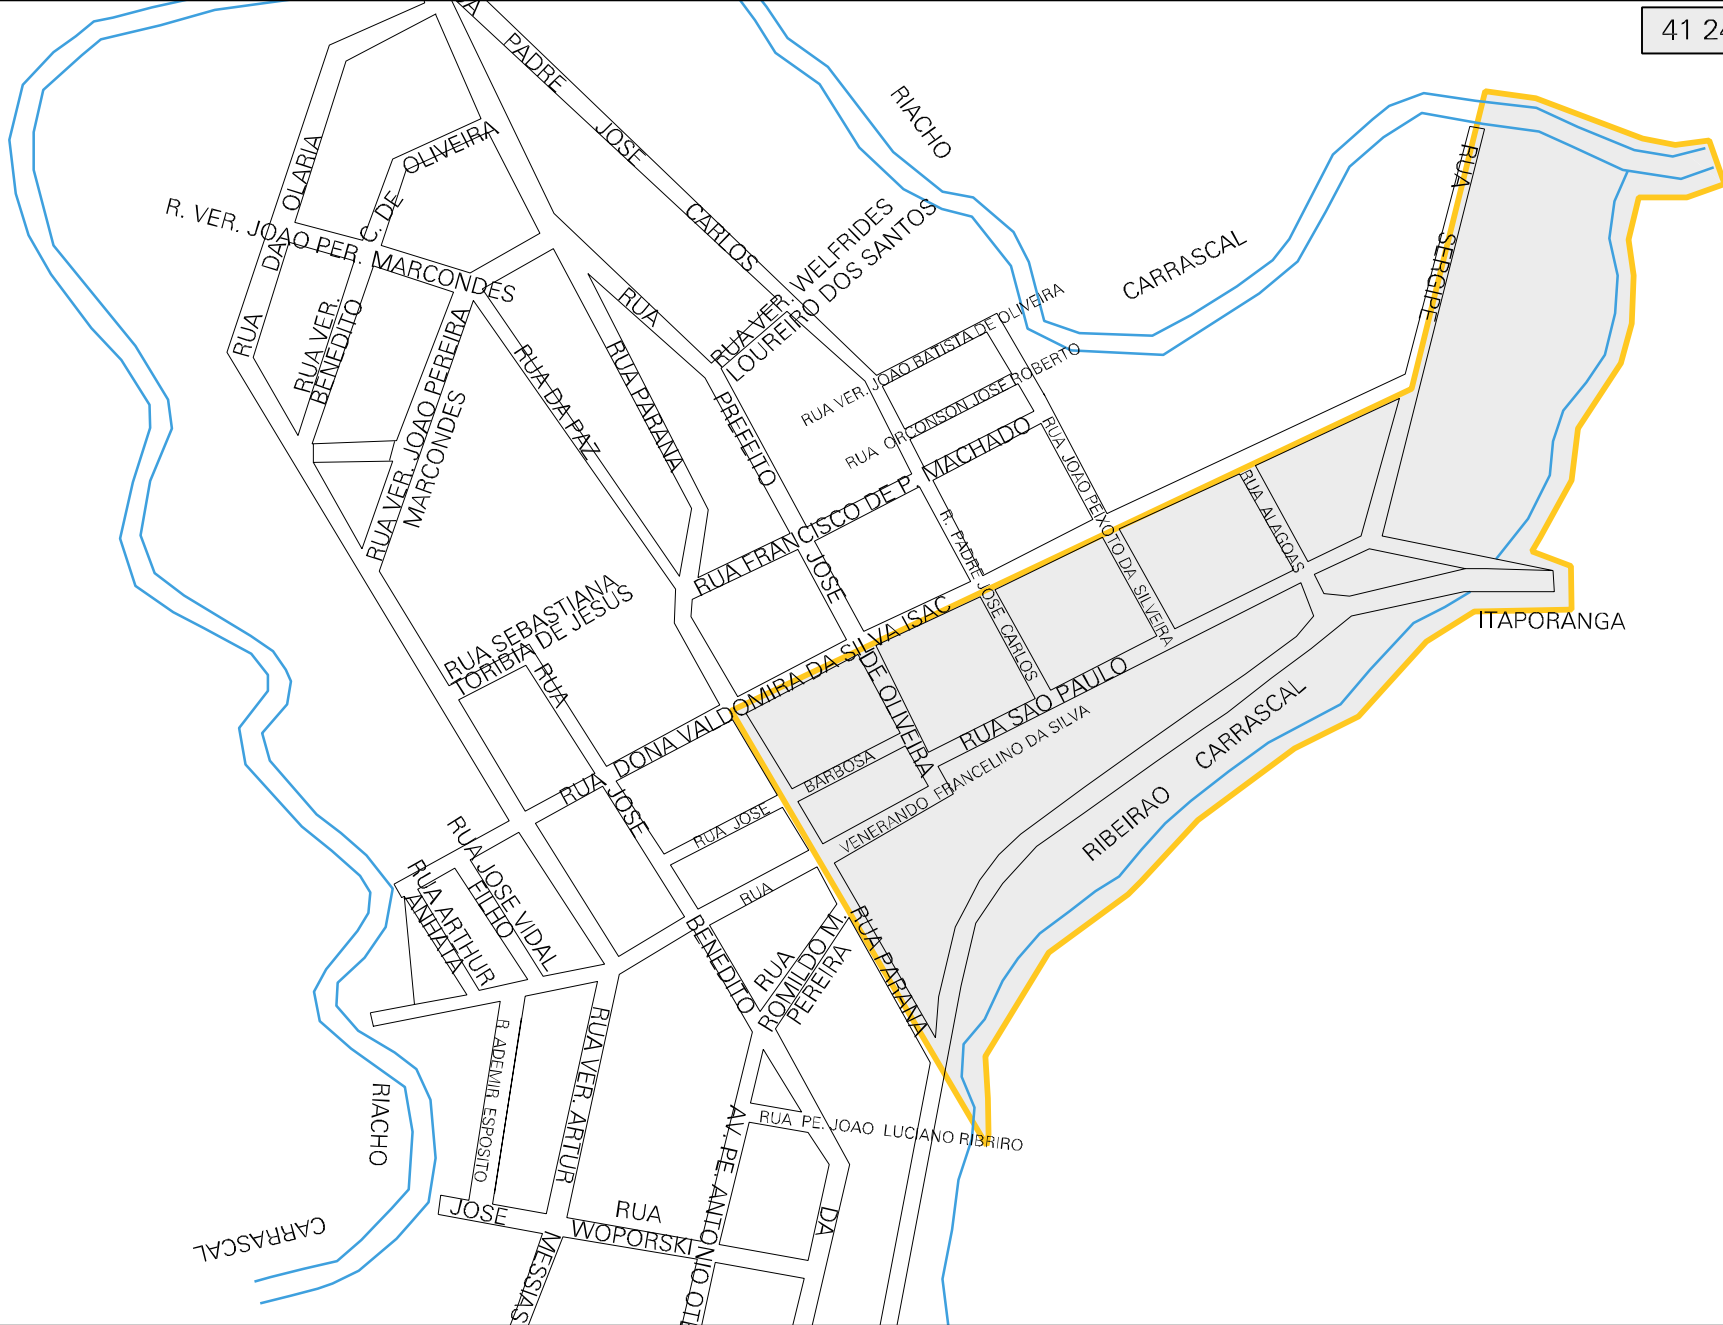 41 24
PADRE
JOSE
CARLOS
RIACHO
CARRASCAL
RUA
SERGIPE
OLARIA
DA
RUA
C. DE
OLIVEIRA
R. VER. JOAO PER. MARCONDES
RUA VER.
BENEDITO
RUA VER. JOAO PEREIRA
MARCONDES
RUA DA PAZ
RUA PARANA
RUA
PREFEITO
JOSE
DE OLIVEIRA
RUA VER. WELFRIDES
LOUREIRO DOS SANTOS
RUA VER. JOAO BATISTA DE OLIVEIRA
RUA ORCONSON JOSE ROBERTO
RUA FRANCISCO DE P. MACHADO
RUA JOAO PEIXOTO DA SILVEIRA
R. PADRE JOSE CARLOS
RUA ALAGOAS
ITAPORANGA
RUA SEBASTIANA
TORIBIA DE JESUS
RUA
JOSE
BENEDITO
RUA DONA VALDOMIRA DA SILVA ISAC
RUA SAO PAULO
RUA JOSE
BARBOSA
RUA
VENERANDO FRANCELINO DA SILVA
RIBEIRAO
CARRASCAL
RUA JOSE VIDAL
FILHO
RUA ARTHUR
ANHATA
RUA
ROMILDO M.
PEREIRA
RUA PARANA
R. ADEMIR ESPOSITO
RUA VER. ARTUR
MESSIAS
RUA PE. JOAO LUCIANO RIBRIRO
AV. PE. ANTONIO OTE
DA
RUA
JOSE
WOPORSKI
RIACHO
CARRASCAL